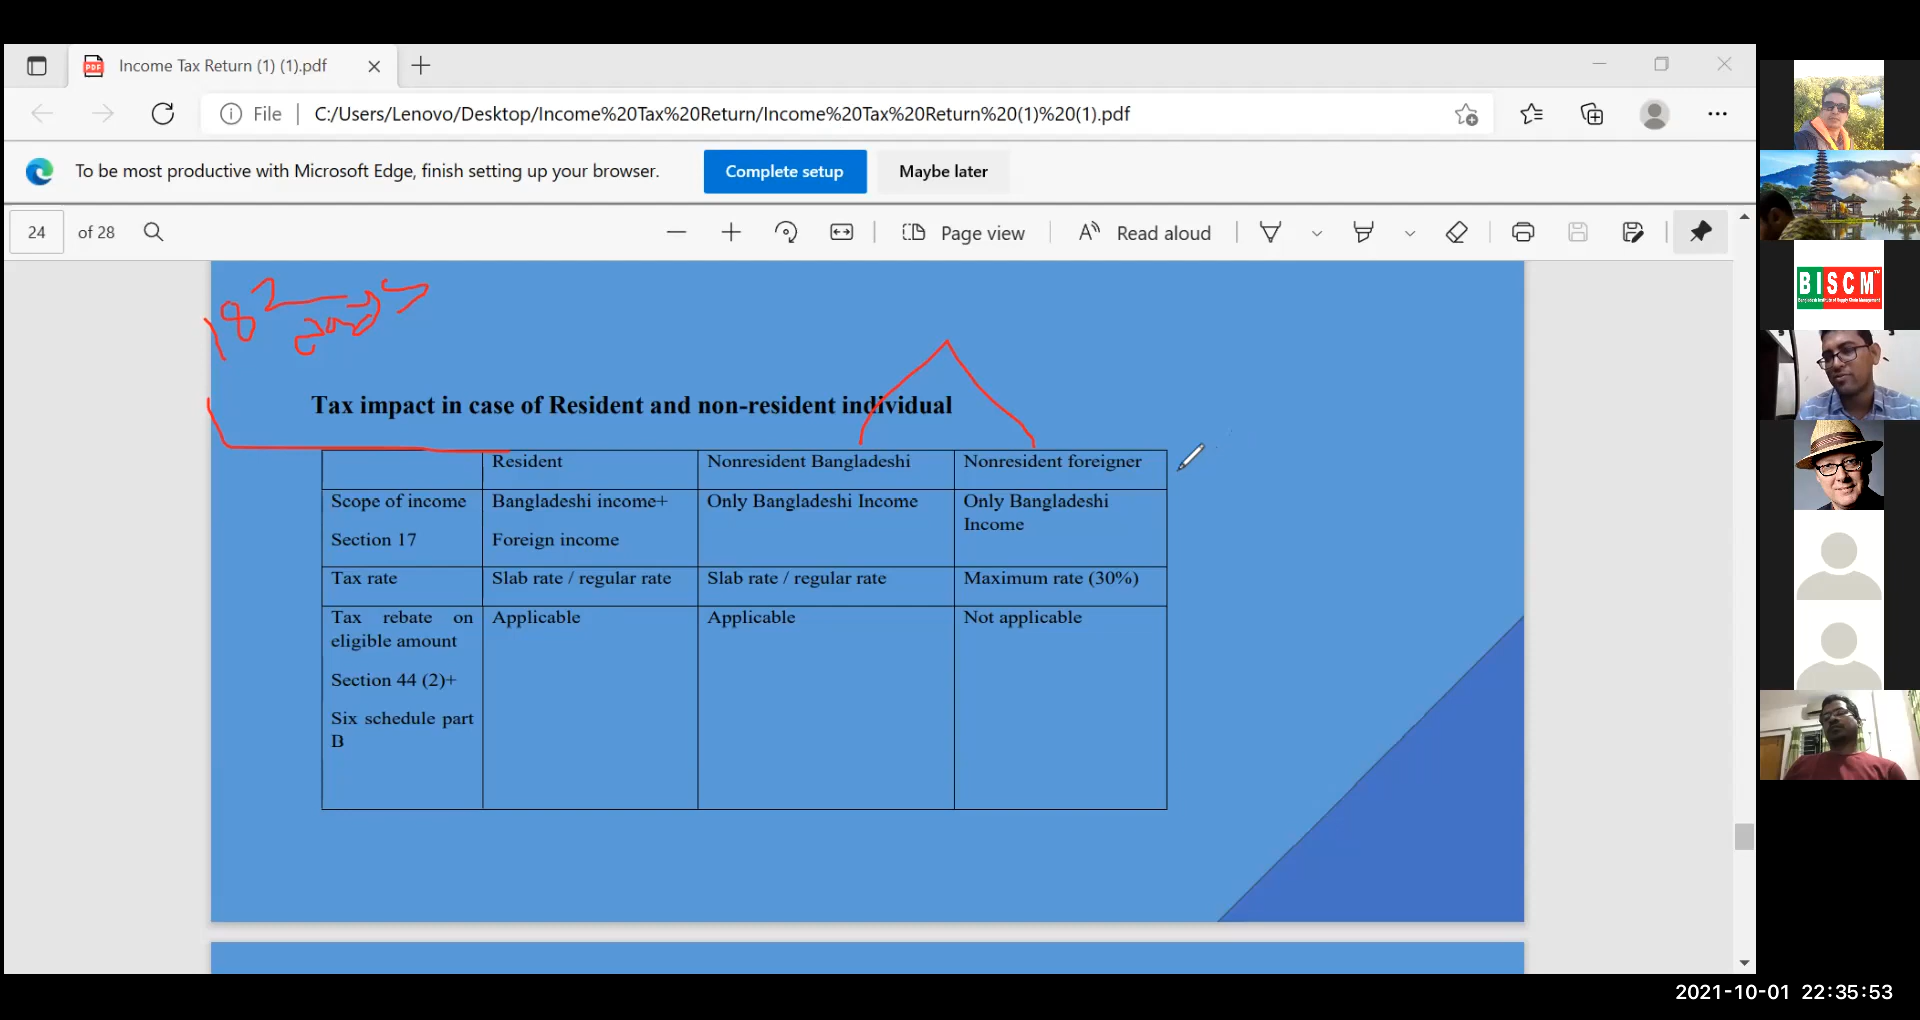 Income Tax Return (1) (1).pdf
File
C:/Users/Lenovo/Desktop/Income%20Tax%20Return/Income%20Tax%20Return%20(1)%20(1).pdf
To be most productive with Microsoft Edge, finish setting up your browser.
Complete setup
Maybe later
24 of 28
Page view
Read aloud
Tax impact in case of Resident and non-resident individual
Resident
Nonresident Bangladeshi
Nonresident foreigner
Scope of income
Section 17
Bangladeshi income+
Foreign income
Only Bangladeshi Income
Only Bangladeshi
Income
Tax rate
Slab rate / regular rate
Slab rate / regular rate
Maximum rate (30%)
Tax rebate on
eligible amount
Section 44 (2)+
Six schedule part
B
Applicable
Applicable
Not applicable
BISCM
2021-10-01 22:35:53